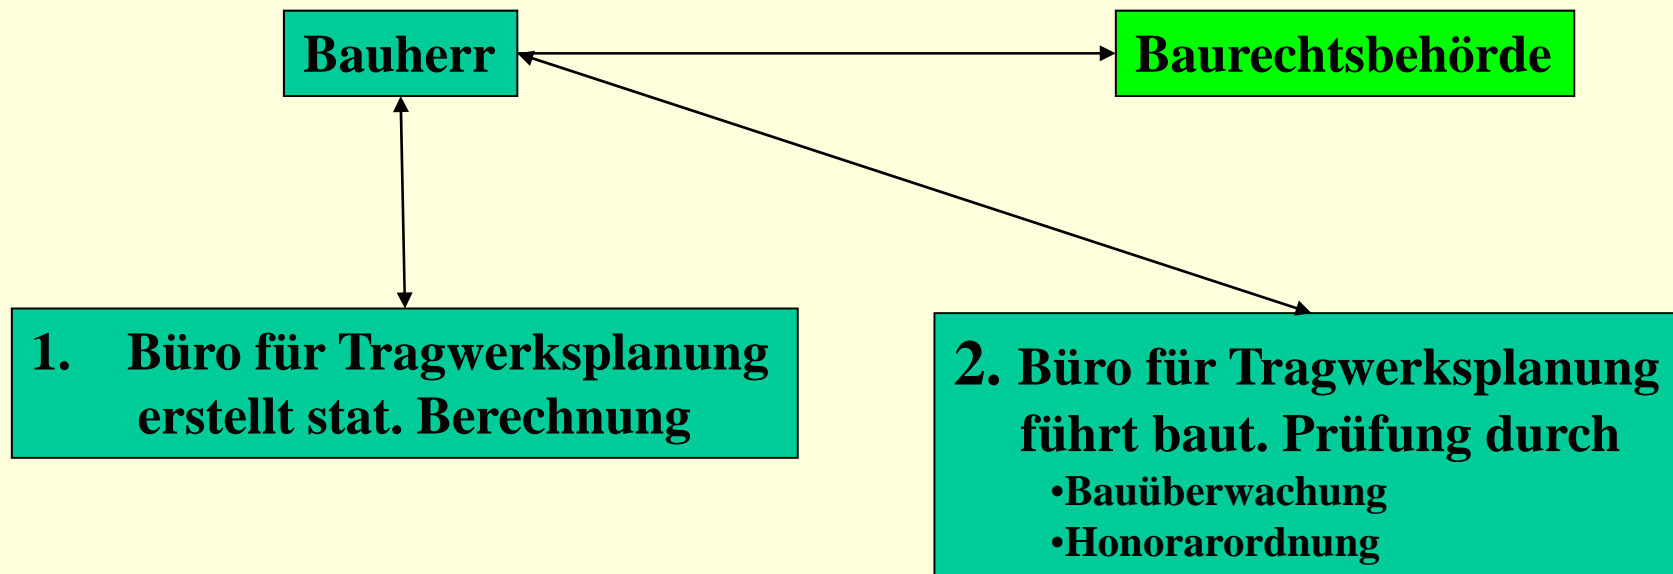 Bauherr
Baurechtsbehörde
1. Büro für Tragwerksplanung
erstellt stat. Berechnung
2. Büro für Tragwerksplanung
führt baut. Prüfung durch
•Bauüberwachung
•Honorarordnung